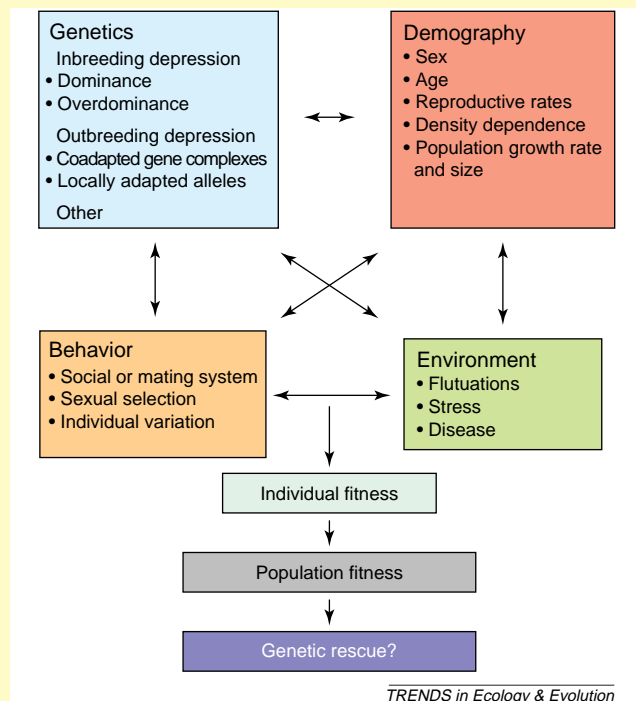 Genetics
Inbreeding depression
• Dominance
• Overdominance
Outbreeding depression
• Coadapted gene complexes
• Locally adapted alleles
Other
Demography
• Sex
• Age
• Reproductive rates
• Density dependence
• Population growth rate
and size
Behavior
• Social or mating system
• Sexual selection
• Individual variation
Environment
• Flutuations
• Stress
• Disease
Individual fitness
Population fitness
Genetic rescue?
TRENDS in Ecology & Evolution